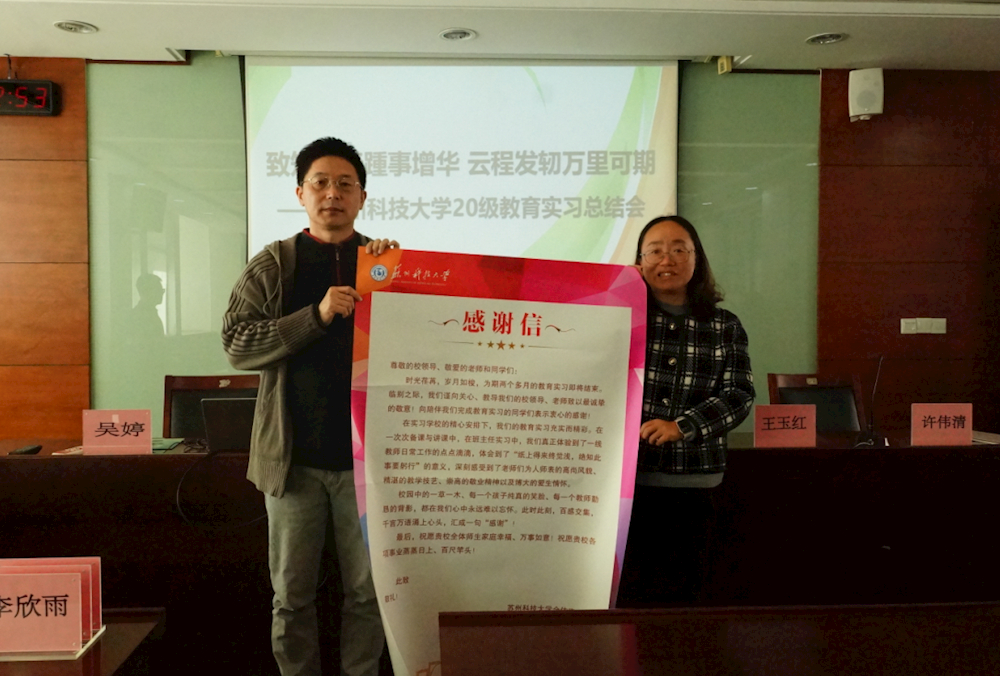 7:53
踵事增华 云程发轫万里可期
科技大学20级教育实习总结会
苏州科技大学
感谢信
尊敬的校领导、敬爱的老师和同学们：
时光荏苒，岁月如梭，为期两个多月的教育实习即将结束，
临别之际，我们谨向关心、教导我们的校领导、老师致以最诚挚
的敬意！向陪伴我们完成教育实习的同学们表示衷心的感谢！
在实习学校的精心安排下，我们的教育实习充实而精彩。在
一次次备课与讲课中，在班主任实习中，我们真正体验到了一线
教师日常工作的点点滴滴，体会到了“纸上得来终觉浅，绝知此
事要躬行”的意义，深刻感受到了老师们为人师表的高尚风貌、
精湛的教学技艺、崇高的敬业精神以及博大的爱生情怀。
校园中的一草一木、每一个孩子纯真的笑脸、每一个教师勤
恳的背影，都在我们心中永远难以忘怀。此时此刻，百感交集，
千言万语涌上心头，汇成一句“感谢”！
最后，祝愿贵校全体师生家庭幸福、万事如意！祝愿贵校各
项事业蒸蒸日上、百尺竿头！
此致
敬礼！
苏州科技大学
吴婷
王玉红
许伟清
李欣雨